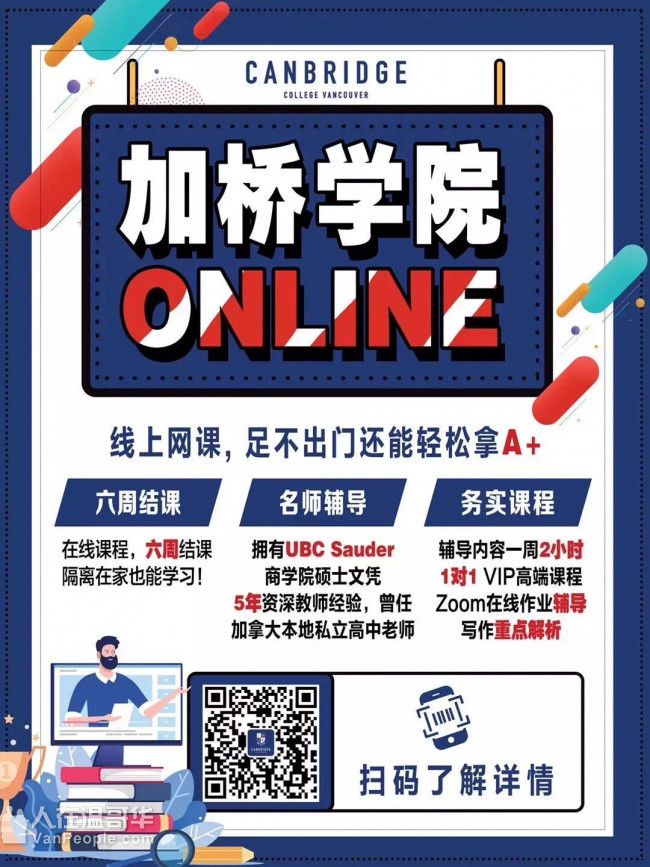 CANBRIDGE
COLLEGE VANCOUVER
加桥学院
ONLINE
线上网课, 足不出门还能轻松拿A+
六周结课
在线课程，六周结课
隔离在家也能学习！
名师辅导
拥有UBC Sauder
商学院硕士文凭
5年资深教师经验，曾任
加拿大本地私立高中老师
务实课程
辅导内容一周2小时
1对1 VIP高端课程
Zoom在线作业辅导
写作重点解析
CANBRIDGE
扫码了解详情
1
人在温哥华
VanPeople.com